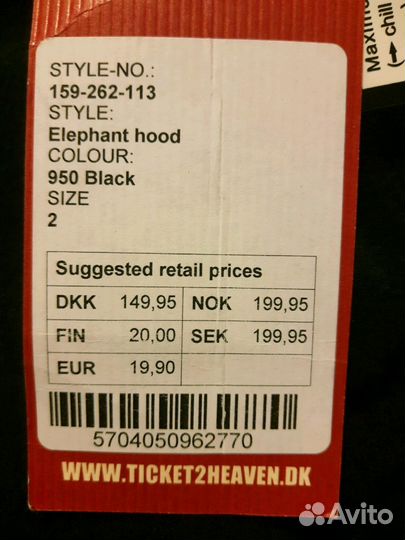 STYLE-NO.:
159-262-113
STYLE:
Elephant hood
COLOUR:
950 Black
SIZE
2
Suggested retail prices
DKK 149,95 NOK 199,95
FIN 20,00 SEK 199,95
EUR 19,90
5704050962770
WWW.TICKET2HEAVEN.DK
chill
Avito